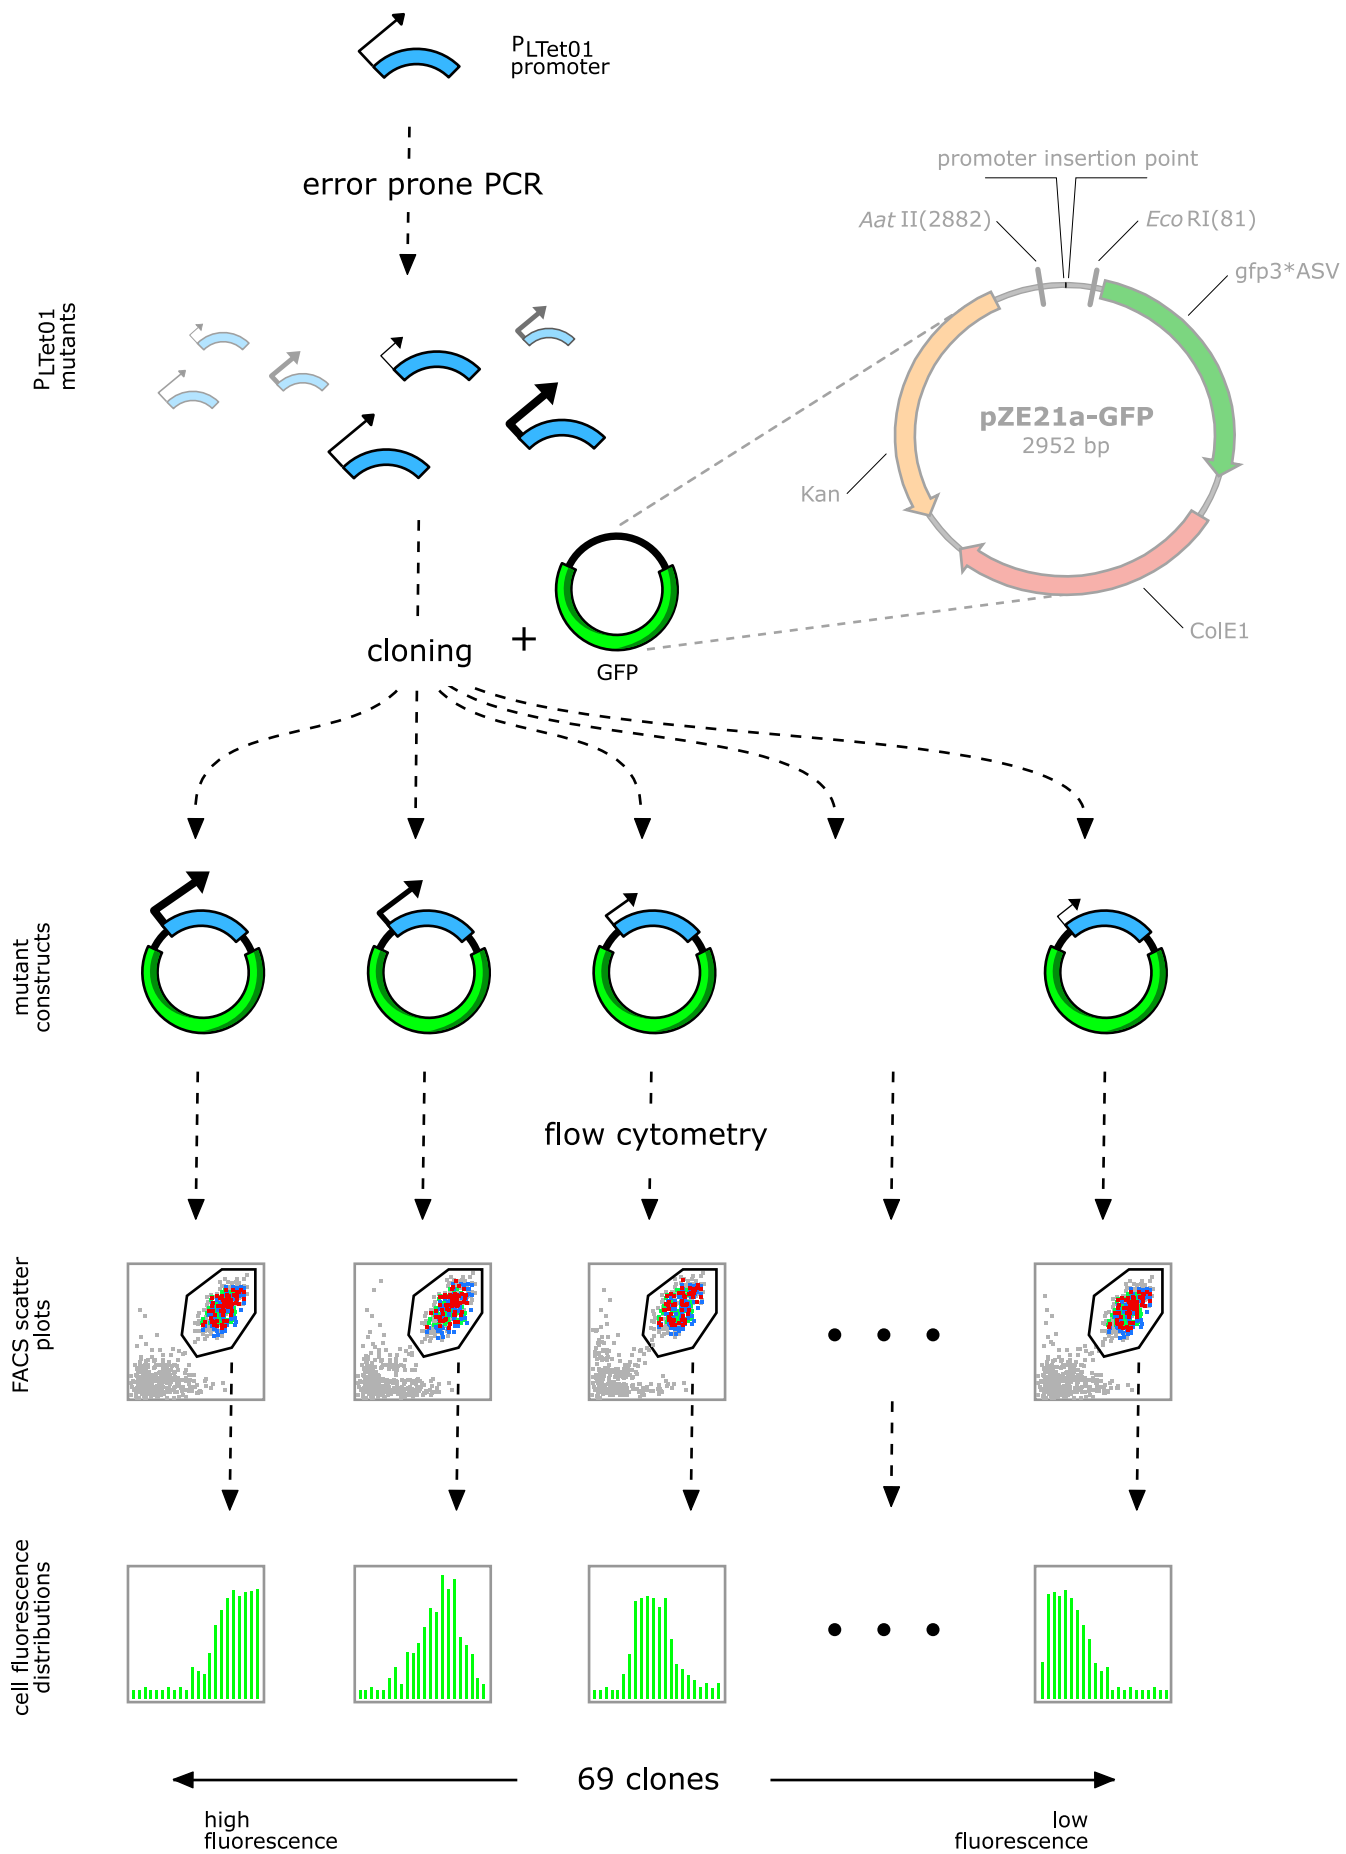 PLTet01
promoter
error prone PCR
promoter insertion point
Aat II(2882)
Eco RI(81)
gfp3*ASV
PLTet01
mutants
pZE21a-GFP
2952 bp
Kan
ColE1
cloning
+
GFP
mutant
constructs
flow cytometry
FACS scatter
plots
cell fluorescence
distributions
69 clones
high
fluorescence
low
fluorescence